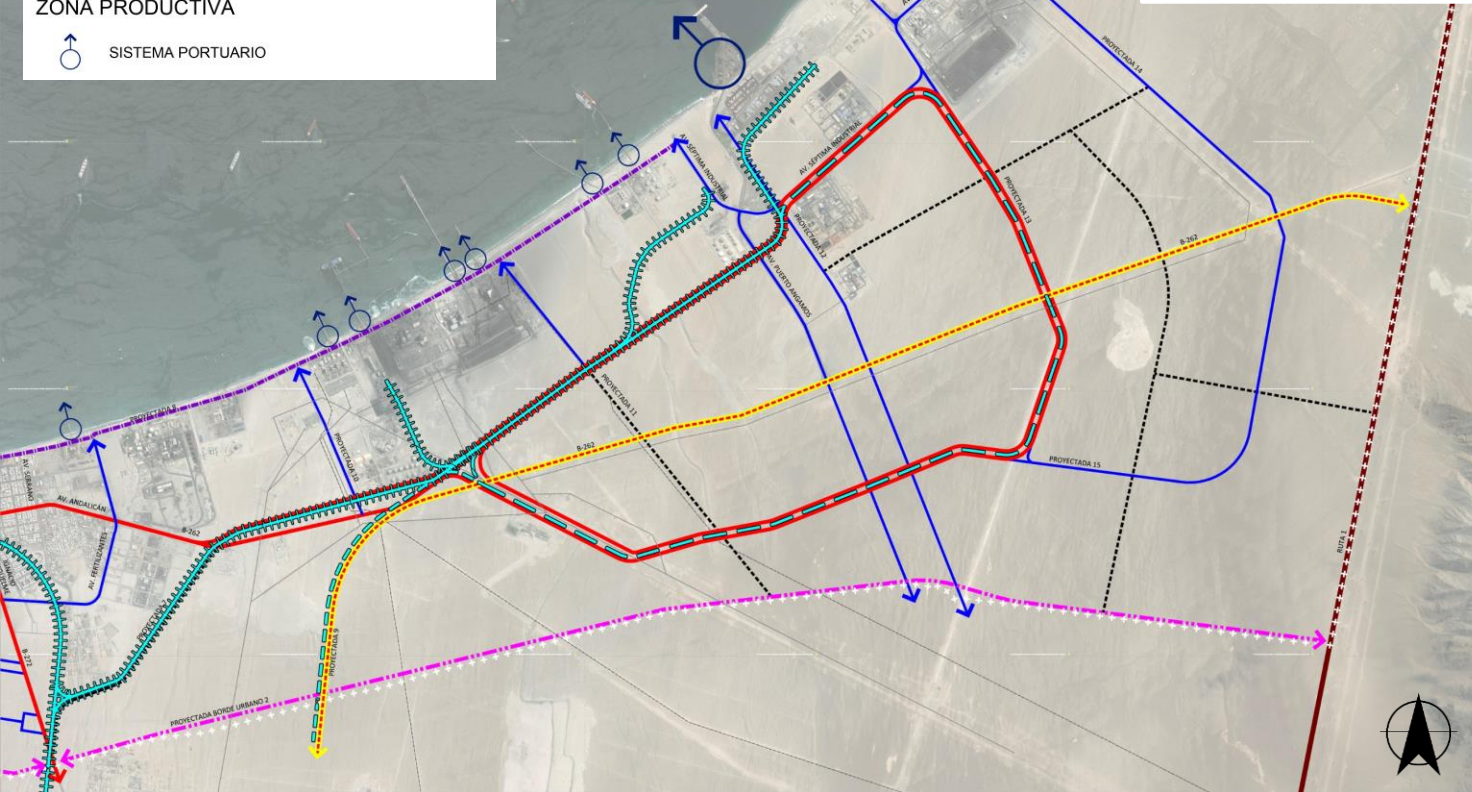 ZONA PRODUCTIVA
SISTEMA PORTUARIO
PROYECTADA 14
AV. SÉPTIMA INDUSTRIAL
AV. SÉPTIMA INDUSTRIAL
PROYECTADA 13
PROYECTADA 12
B-262
AV. PUERTO ANGAMOS
PROYECTADA 11
PROYECTADA 8
B-262
PROYECTADA 10
AV. SERRANO
AV. ANDALICÁN
B-262
PROYECTADA 15
AV. FERTILIZANTES
RUTA 1
PROYECTADA 9
B-272
PROYECTADA BORDE URBANO 2